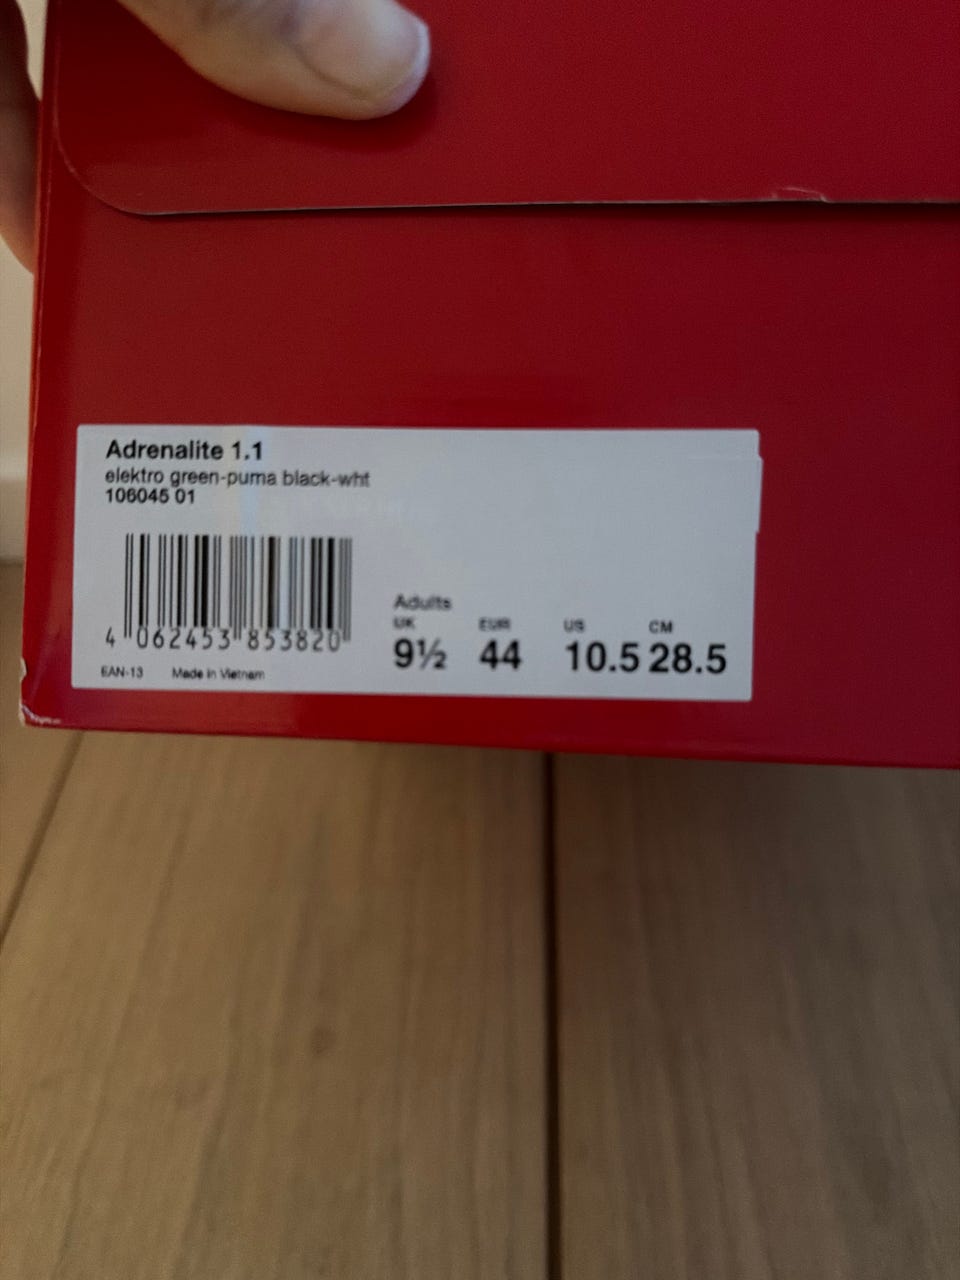 Adrenalite 1.1
elektro green-puma black-wht
106045 01
4 062453 853820
EAN-13 Made in Vietnam
Adults
UK EUR US CM
9½ 44 10.5 28.5